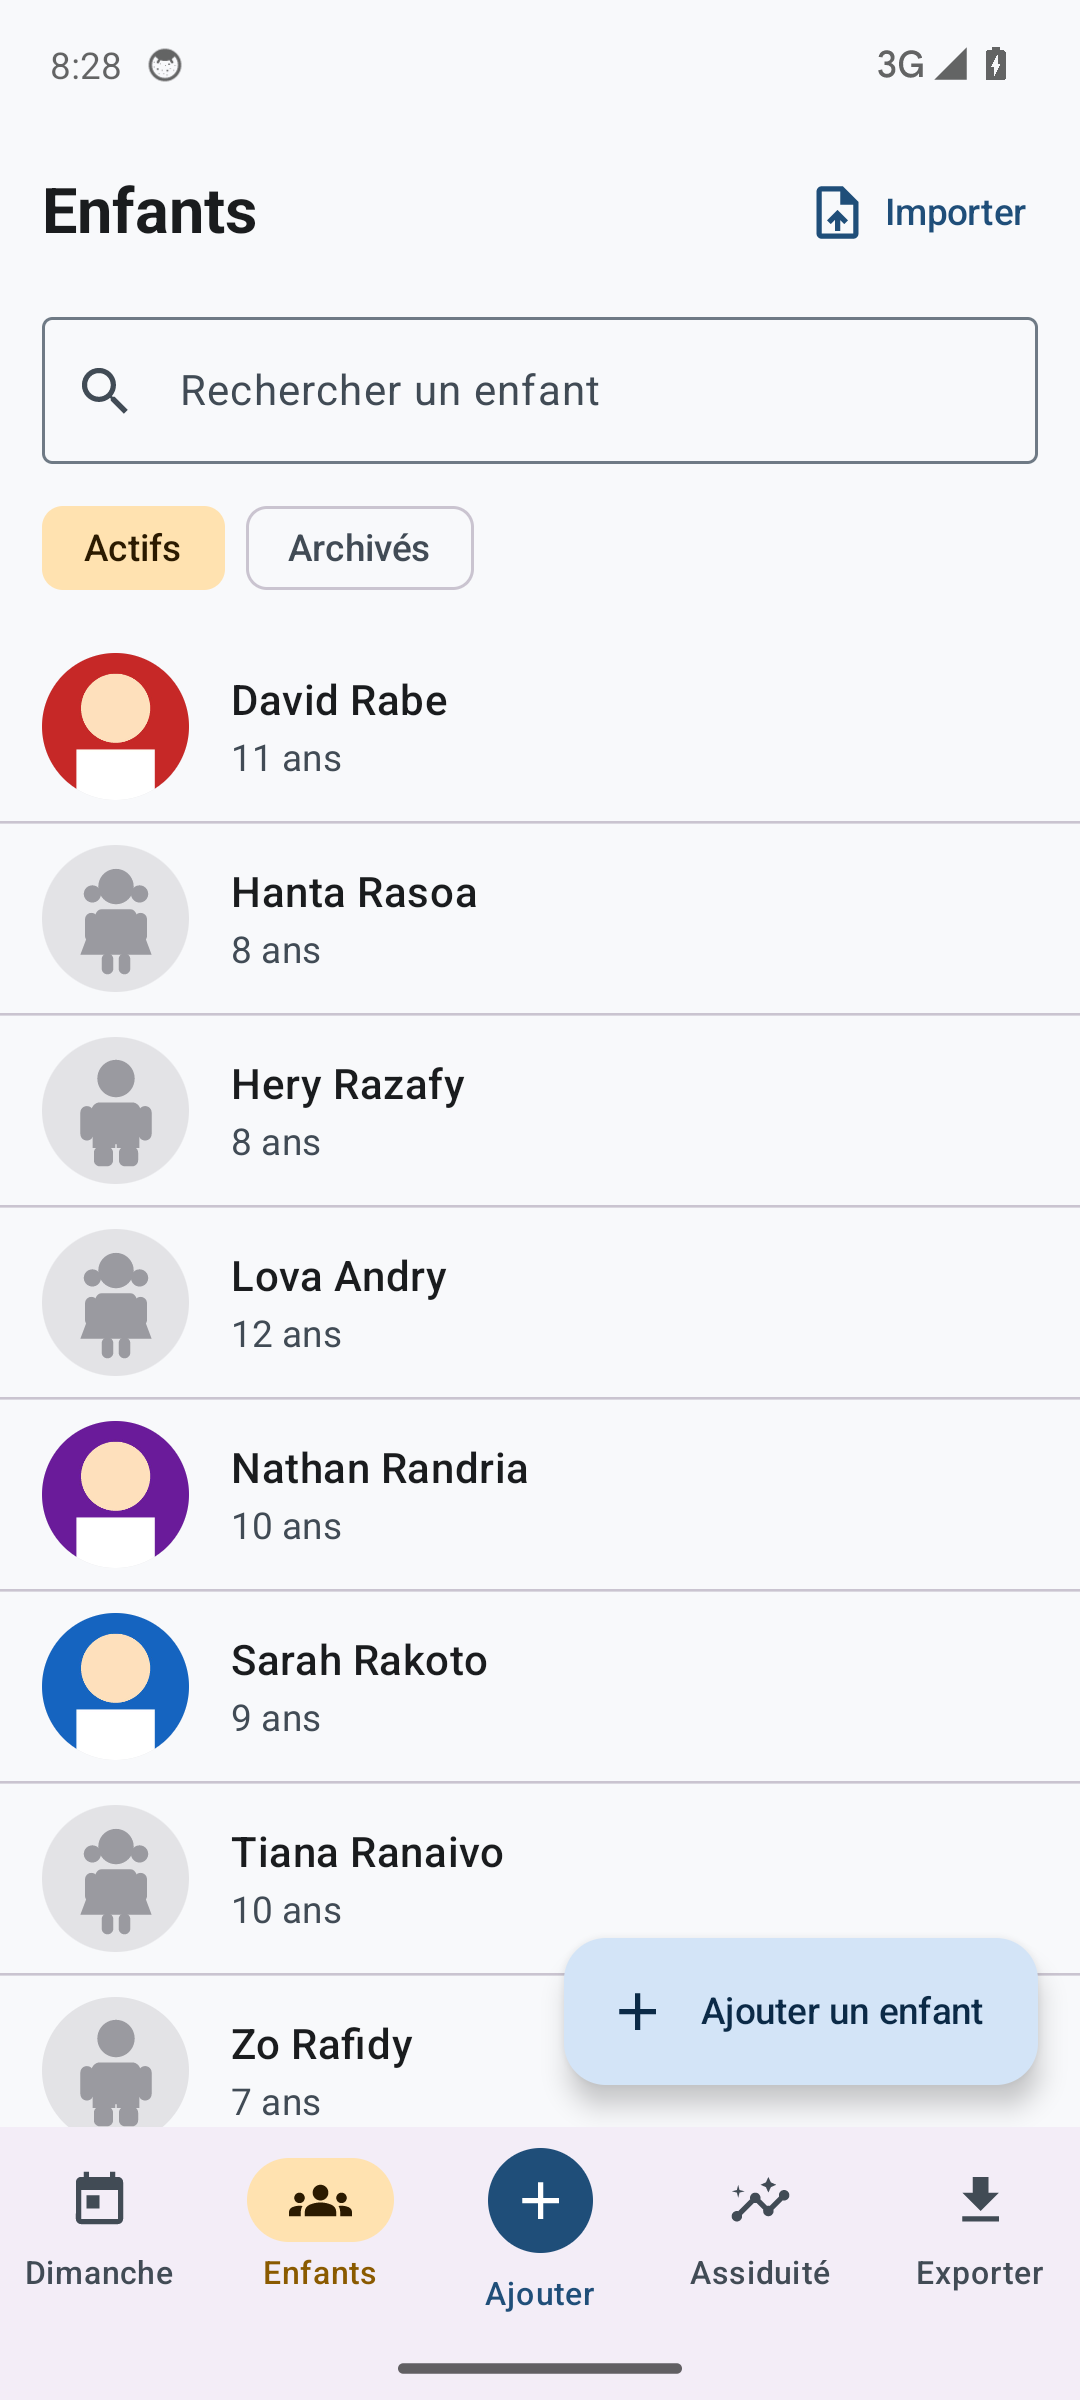 8:28
3G
Enfants
Importer
Rechercher un enfant
Actifs
Archivés
David Rabe
11 ans
Hanta Rasoa
8 ans
Hery Razafy
8 ans
Lova Andry
12 ans
Nathan Randria
10 ans
Sarah Rakoto
9 ans
Tiana Ranaivo
10 ans
Ajouter un enfant
Zo Rafidy
7 ans
Dimanche
Enfants
Ajouter
Assiduité
Exporter